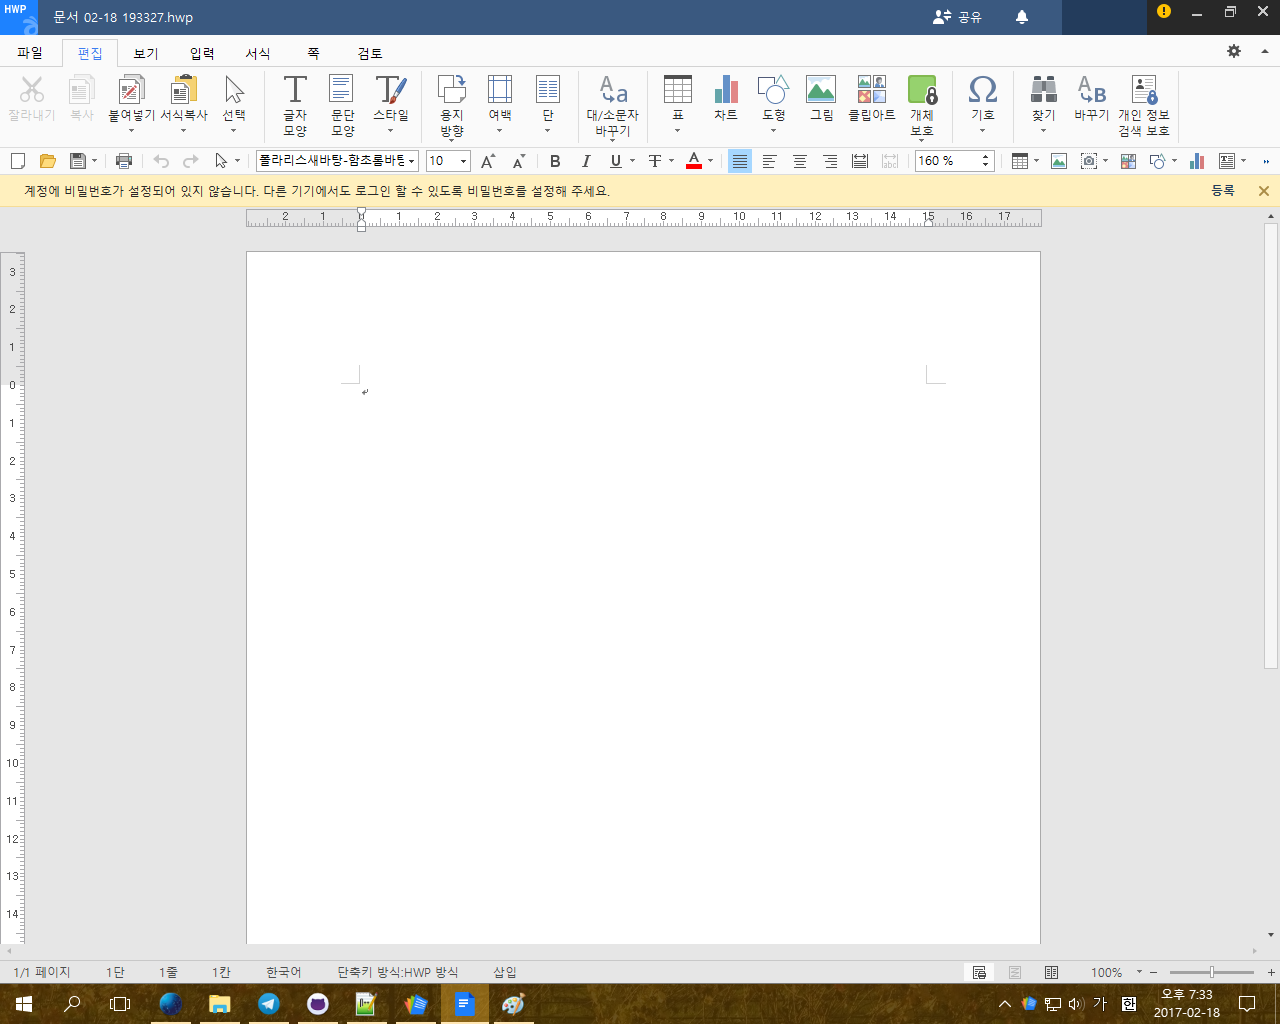 HWP 문서 02-18 193327.hwp 공유
파일 편집 보기 입력 서식 쪽 검토
잘라내기 복사 붙여넣기 서식복사 선택 글자 모양 문단 모양 스타일 용지 방향 여백 단 대/소문자 바꾸기 표 차트 도형 그림 클립아트 개체 보호 기호 찾기 바꾸기 개인 정보 검색 보호
폴라리스새바탕-함초롬바탕 10 160 %
계정에 비밀번호가 설정되어 있지 않습니다. 다른 기기에서도 로그인 할 수 있도록 비밀번호를 설정해 주세요. 등록
2 1 0 1 2 3 4 5 6 7 8 9 10 11 12 13 14 15 16 17
3
2
1
0
1
2
3
4
5
6
7
8
9
10
11
12
13
14
1/1 페이지 1단 1줄 1칸 한국어 단축키 방식:HWP 방식 삽입 100%
가 한 오후 7:33
2017-02-18